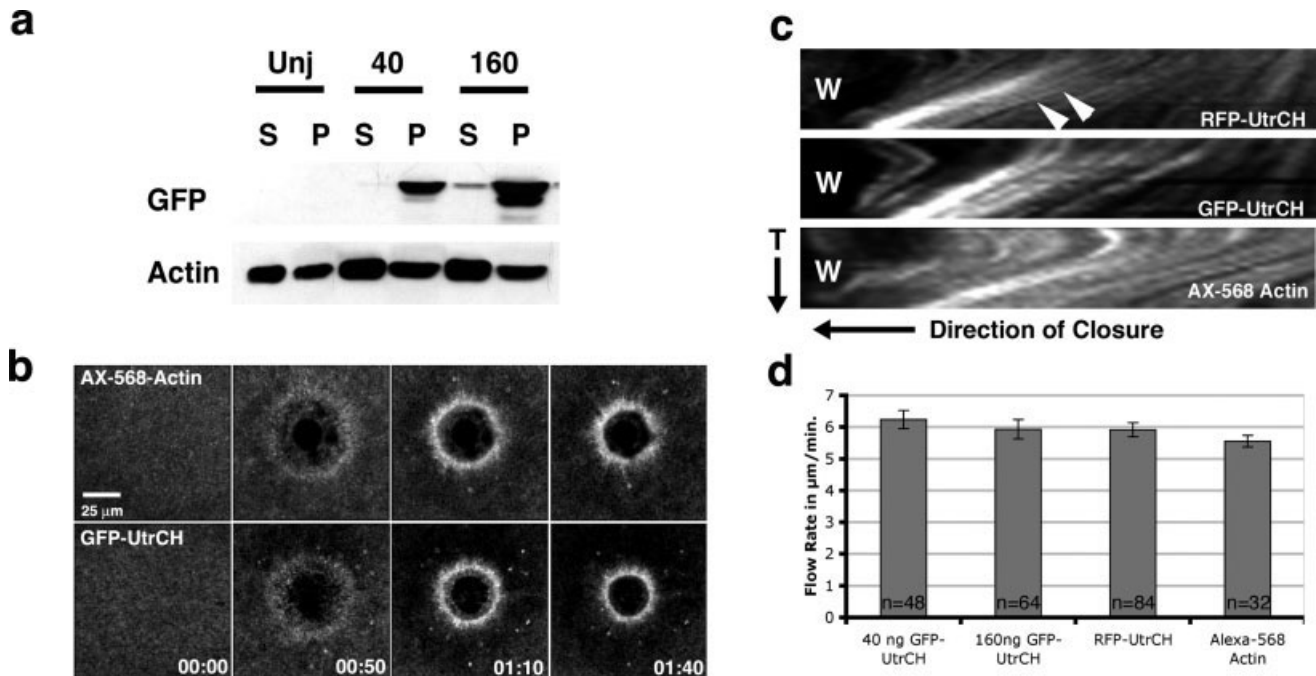 a
Unj 40 160
S P S P S P
GFP
Actin
b
AX-568-Actin
25 µm
GFP-UtrCH
00:00
00:50
01:10
01:40
c
W
RFP-UtrCH
W
GFP-UtrCH
T
W
AX-568 Actin
Direction of Closure
d
Flow Rate in µm/min.
7
6
5
4
3
2
1
0
n=48
n=64
n=84
n=32
40 ng GFP-
UtrCH
160ng GFP-
UtrCH
RFP-UtrCH
Alexa-568
Actin